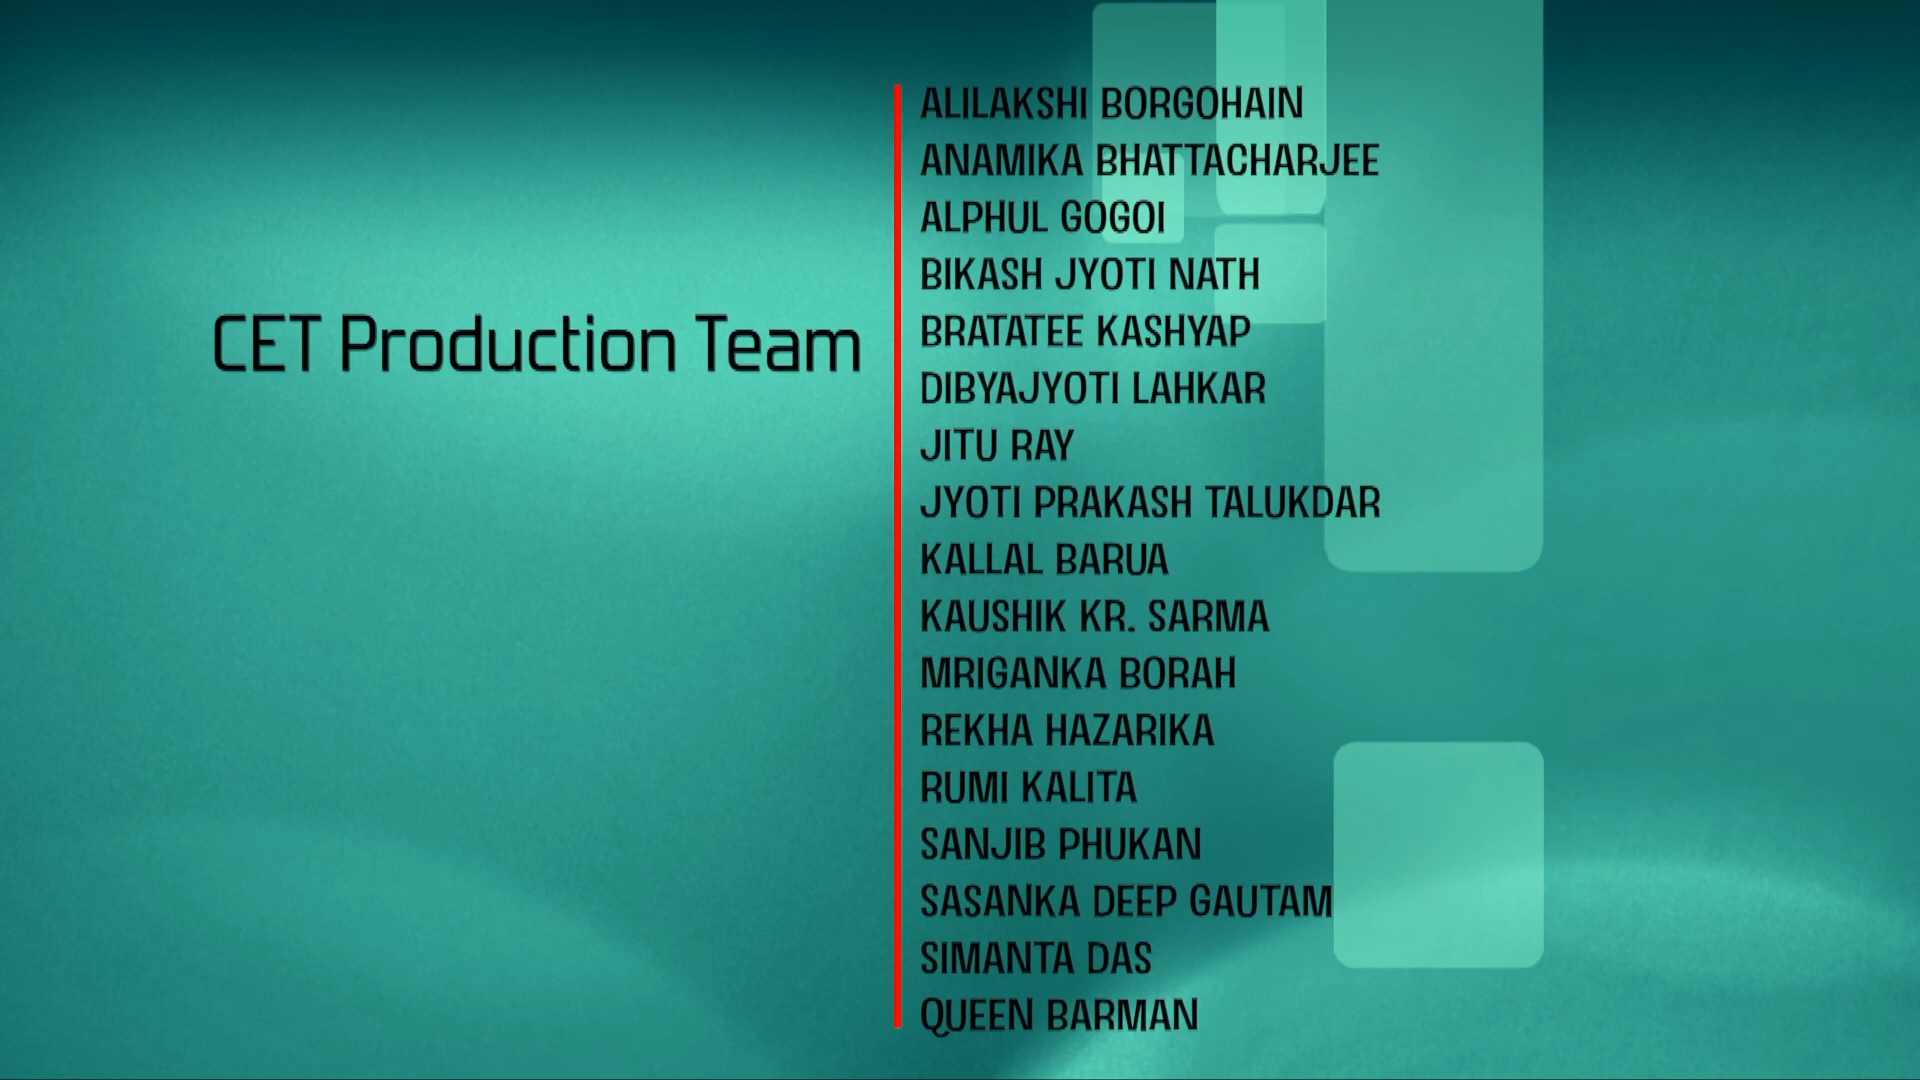 CET Production Team
ALILAKSHI BORGOHAIN
ANAMIKA BHATTACHARJEE
ALPHUL GOGOI
BIKASH JYOTI NATH
BRATATEE KASHYAP
DIBYAJYOTI LAHKAR
JITU RAY
JYOTI PRAKASH TALUKDAR
KALLAL BARUA
KAUSHIK KR. SARMA
MRIGANKA BORAH
REKHA HAZARIKA
RUMI KALITA
SANJIB PHUKAN
SASANKA DEEP GAUTAM
SIMANTA DAS
QUEEN BARMAN